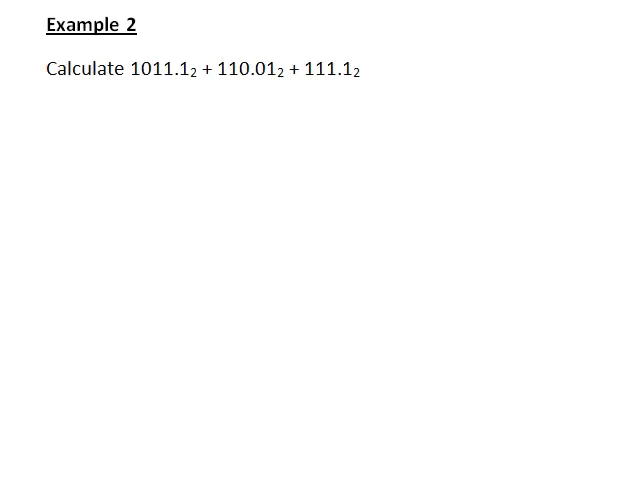 Example 2
Calculate 1011.1₂ + 110.01₂ + 111.1₂